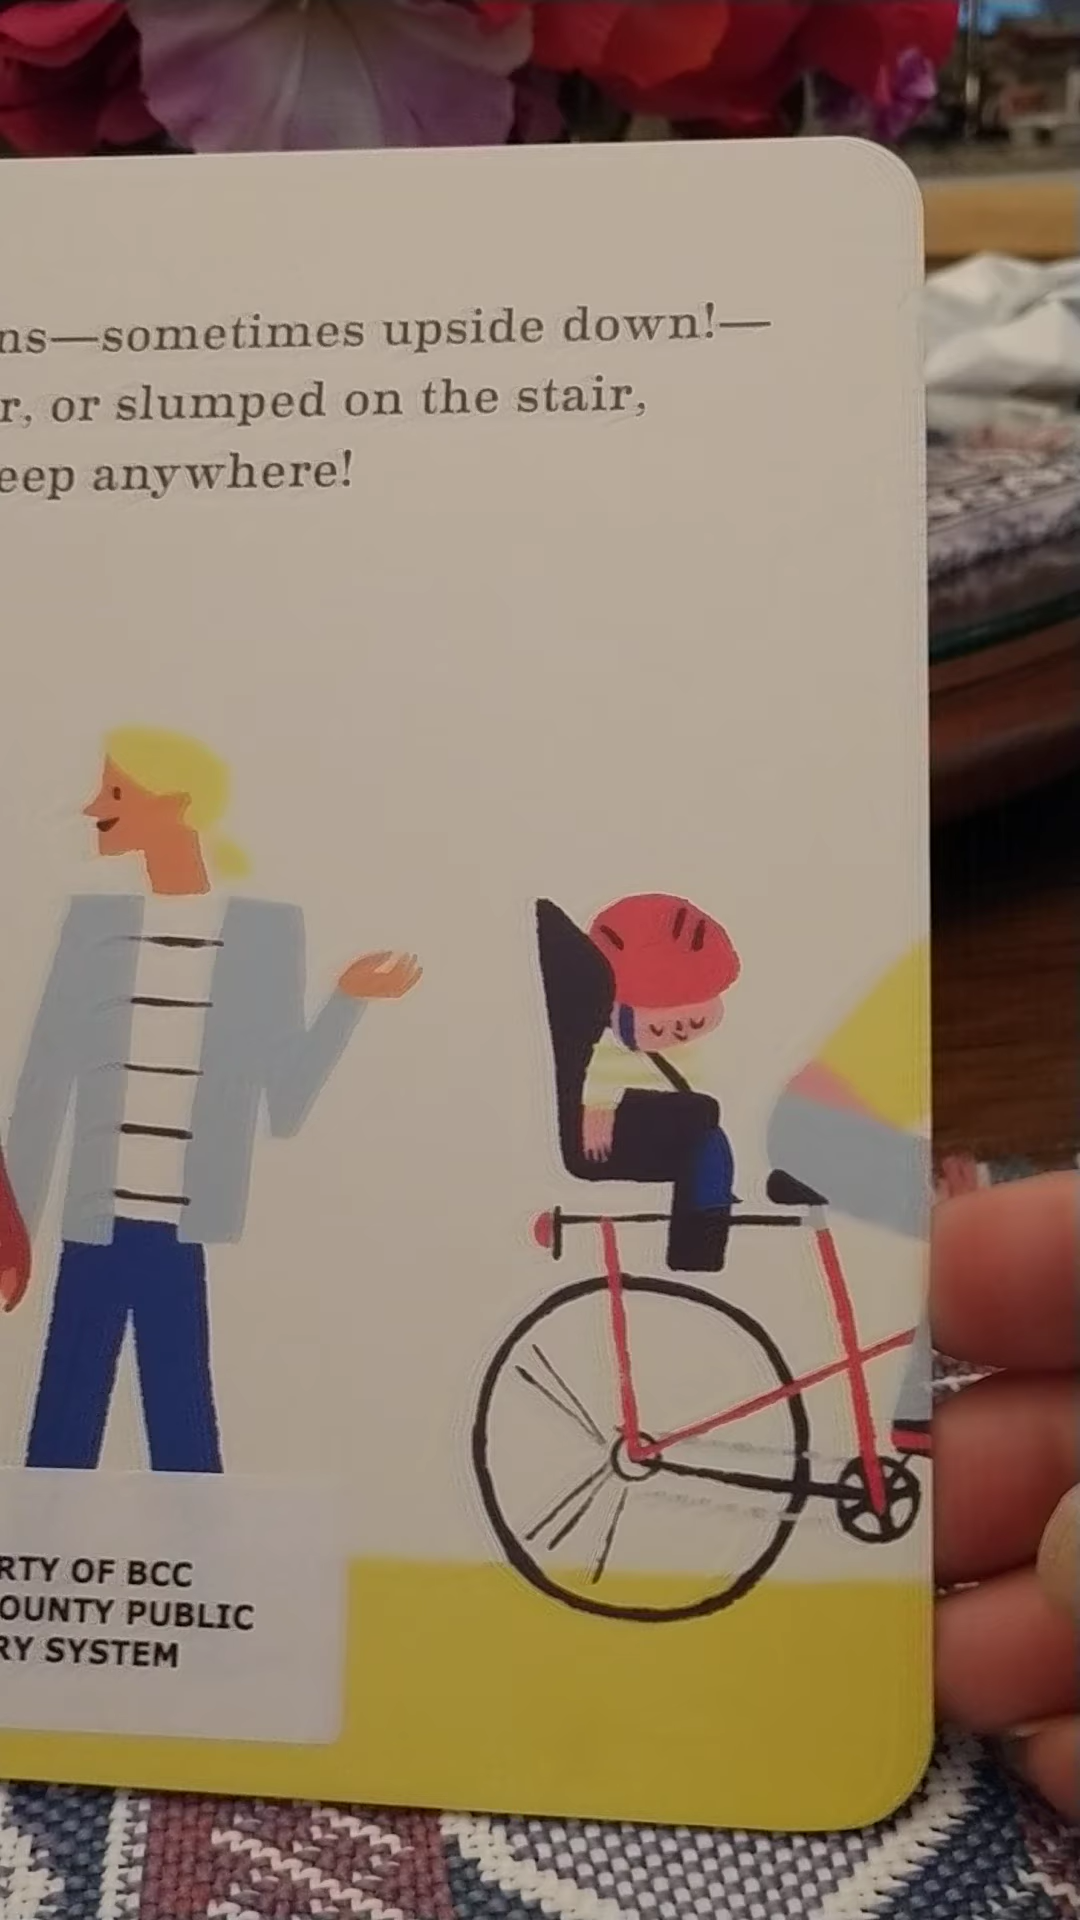 ns—sometimes upside down!—
r, or slumped on the stair,
eep anywhere!
RTY OF BCC
OUNTY PUBLIC
RY SYSTEM